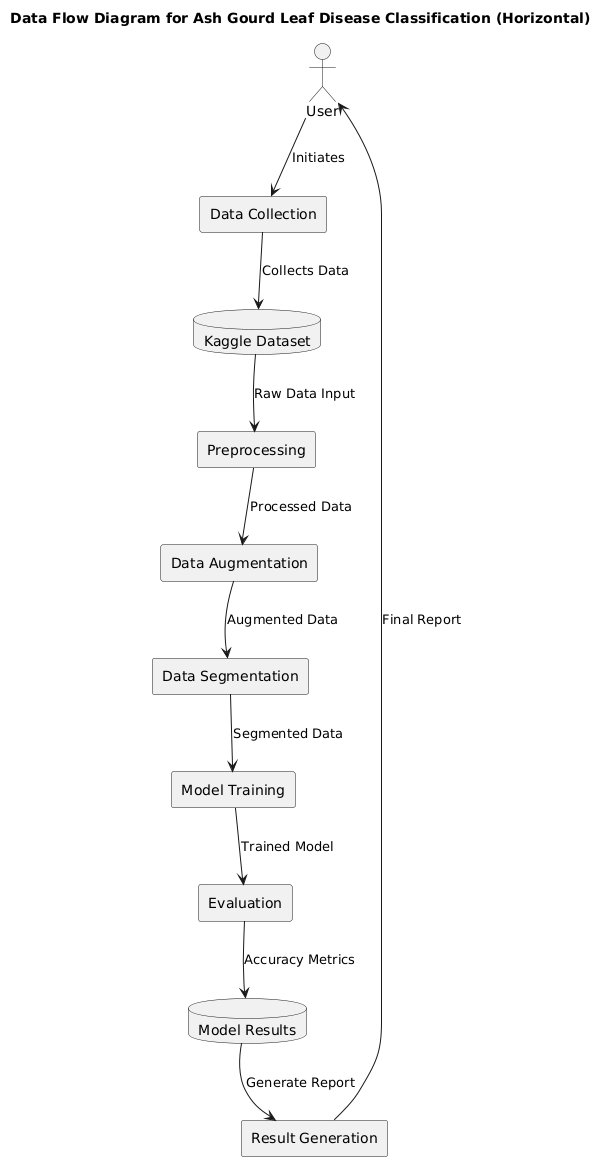 Data Flow Diagram for Ash Gourd Leaf Disease Classification (Horizontal)
User
Initiates
Data Collection
Collects Data
Kaggle Dataset
Raw Data Input
Preprocessing
Processed Data
Data Augmentation
Augmented Data
Final Report
Data Segmentation
Segmented Data
Model Training
Trained Model
Evaluation
Accuracy Metrics
Model Results
Generate Report
Result Generation